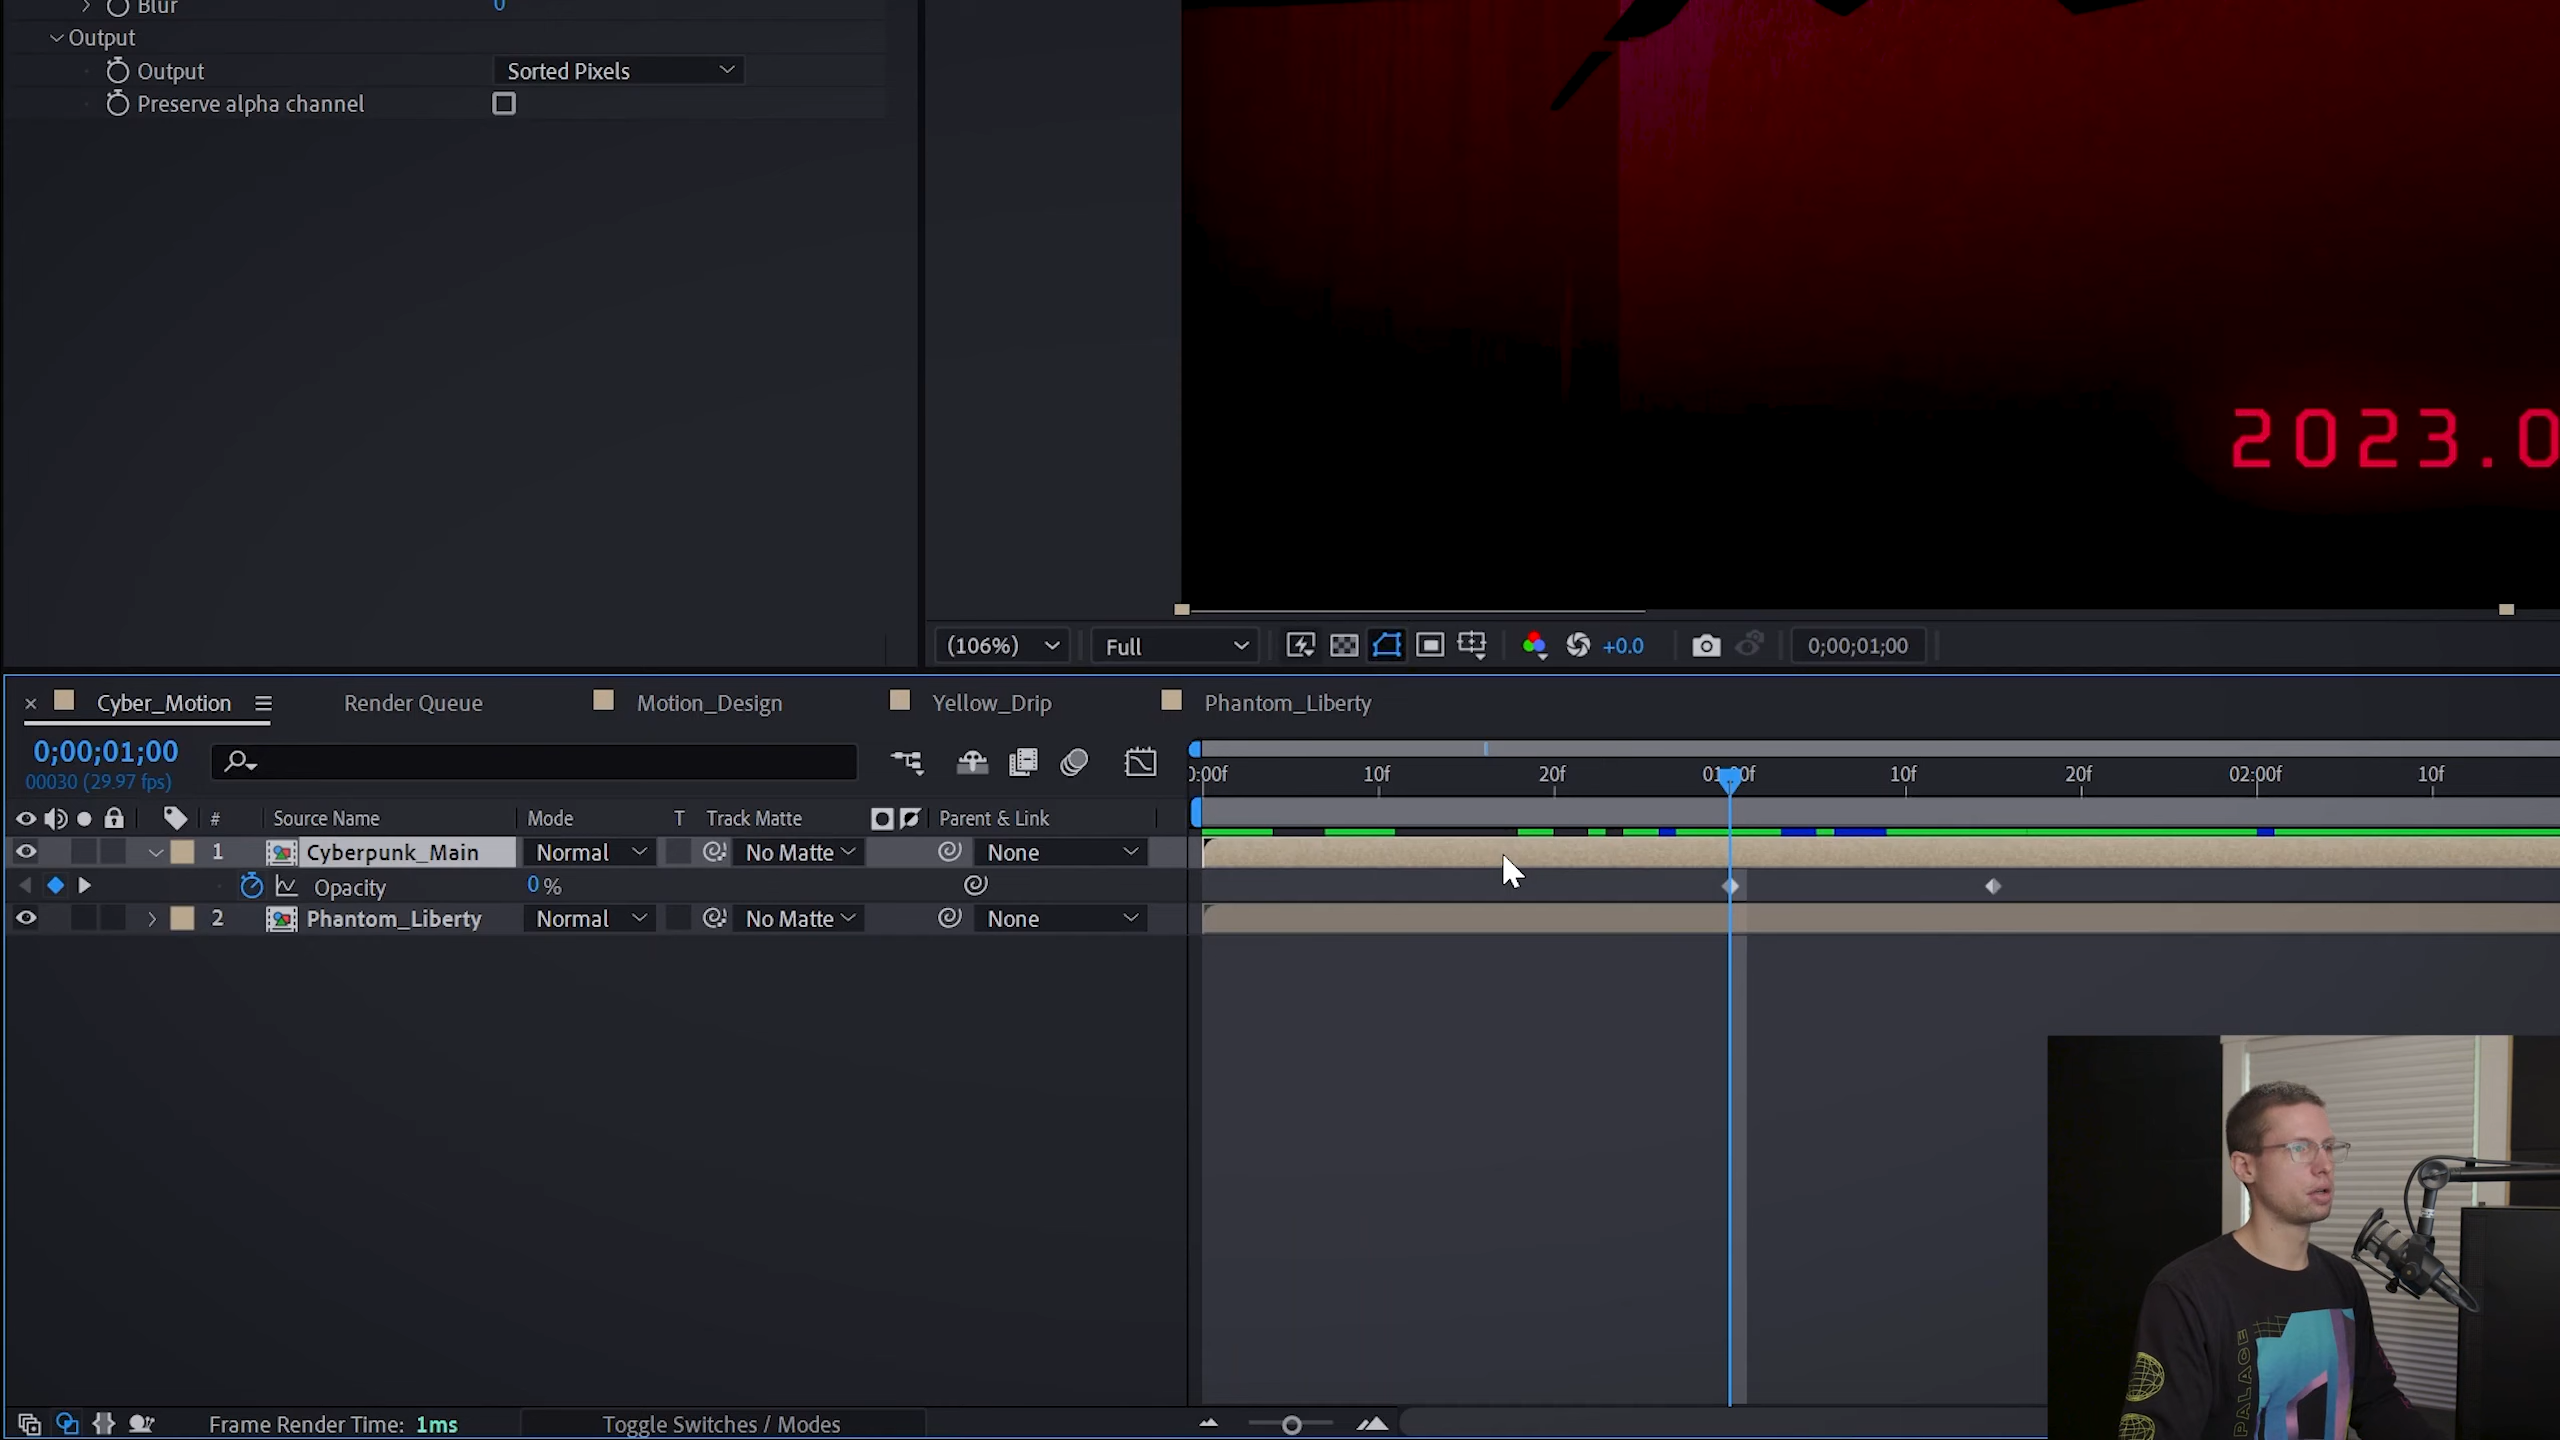 Blur 0
Output
Output Sorted Pixels
Preserve alpha channel
2023.0
(106%) Full +0.0 0;00;01;00
Cyber_Motion Render Queue Motion_Design Yellow_Drip Phantom_Liberty
0;00;01;00
00030 (29.97 fps)
0:00f 10f 20f 01:00f 10f 20f 02:00f 10f
# Source Name Mode T Track Matte Parent & Link
1 Cyberpunk_Main Normal No Matte None
Opacity 0 %
2 Phantom_Liberty Normal No Matte None
PALACE
Frame Render Time: 1ms Toggle Switches / Modes